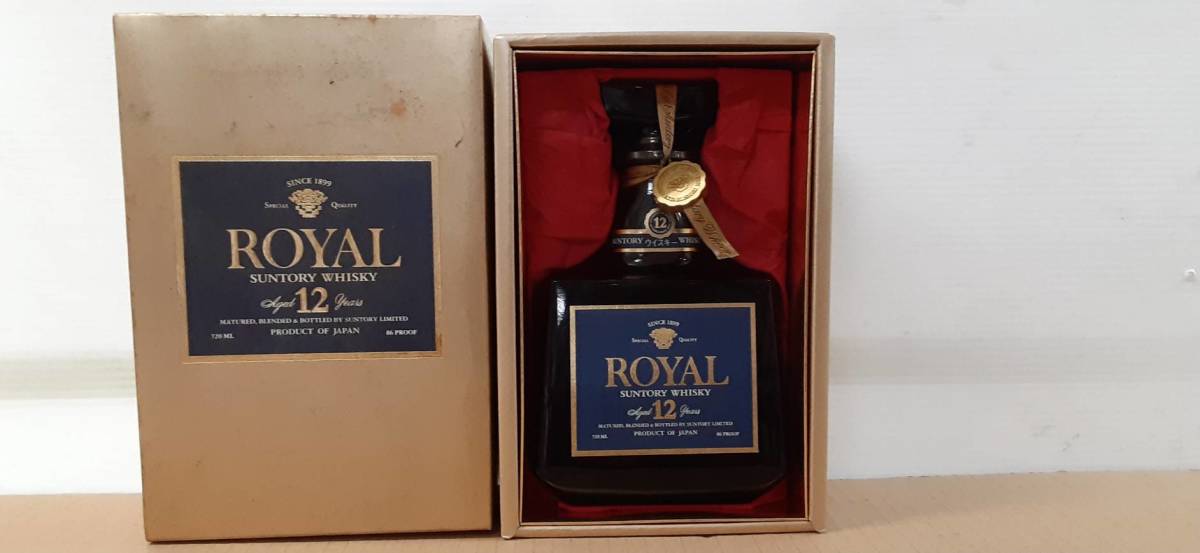 SINCE 1899
SPECIAL QUALITY
ROYAL
SUNTORY WHISKY
Aged 12 Years
MATURED, BLENDED & BOTTLED BY SUNTORY LIMITED
PRODUCT OF JAPAN
720 ML 86 PROOF
12
SUNTORY ウイスキー WHIS
SINCE 1899
SPECIAL QUALITY
ROYAL
SUNTORY WHISKY
Aged 12 Years
MATURED, BLENDED & BOTTLED BY SUNTORY LIMITED
PRODUCT OF JAPAN
720 ML 86 PROOF